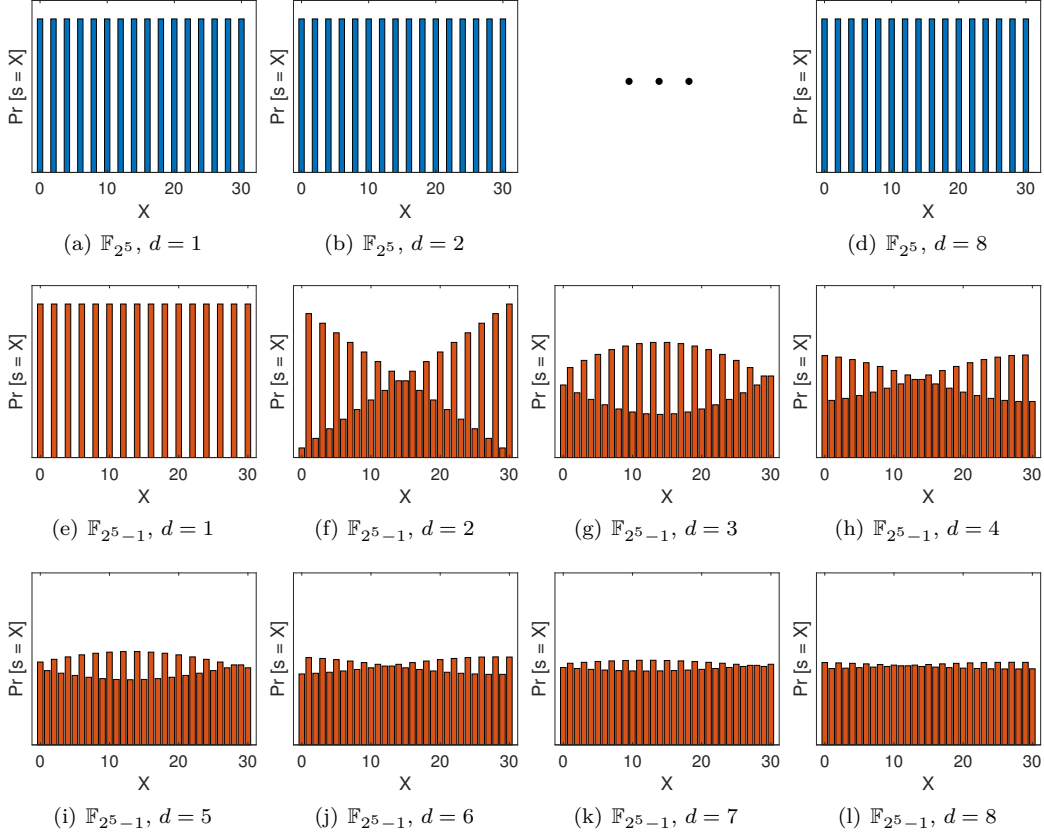 Pr [s = X]
0 10 20 30
X
(a) 𝔽_{2^5}, d = 1
Pr [s = X]
0 10 20 30
X
(b) 𝔽_{2^5}, d = 2
• • •
Pr [s = X]
0 10 20 30
X
(d) 𝔽_{2^5}, d = 8
Pr [s = X]
0 10 20 30
X
(e) 𝔽_{2^5−1}, d = 1
Pr [s = X]
0 10 20 30
X
(f) 𝔽_{2^5−1}, d = 2
Pr [s = X]
0 10 20 30
X
(g) 𝔽_{2^5−1}, d = 3
Pr [s = X]
0 10 20 30
X
(h) 𝔽_{2^5−1}, d = 4
Pr [s = X]
0 10 20 30
X
(i) 𝔽_{2^5−1}, d = 5
Pr [s = X]
0 10 20 30
X
(j) 𝔽_{2^5−1}, d = 6
Pr [s = X]
0 10 20 30
X
(k) 𝔽_{2^5−1}, d = 7
Pr [s = X]
0 10 20 30
X
(l) 𝔽_{2^5−1}, d = 8